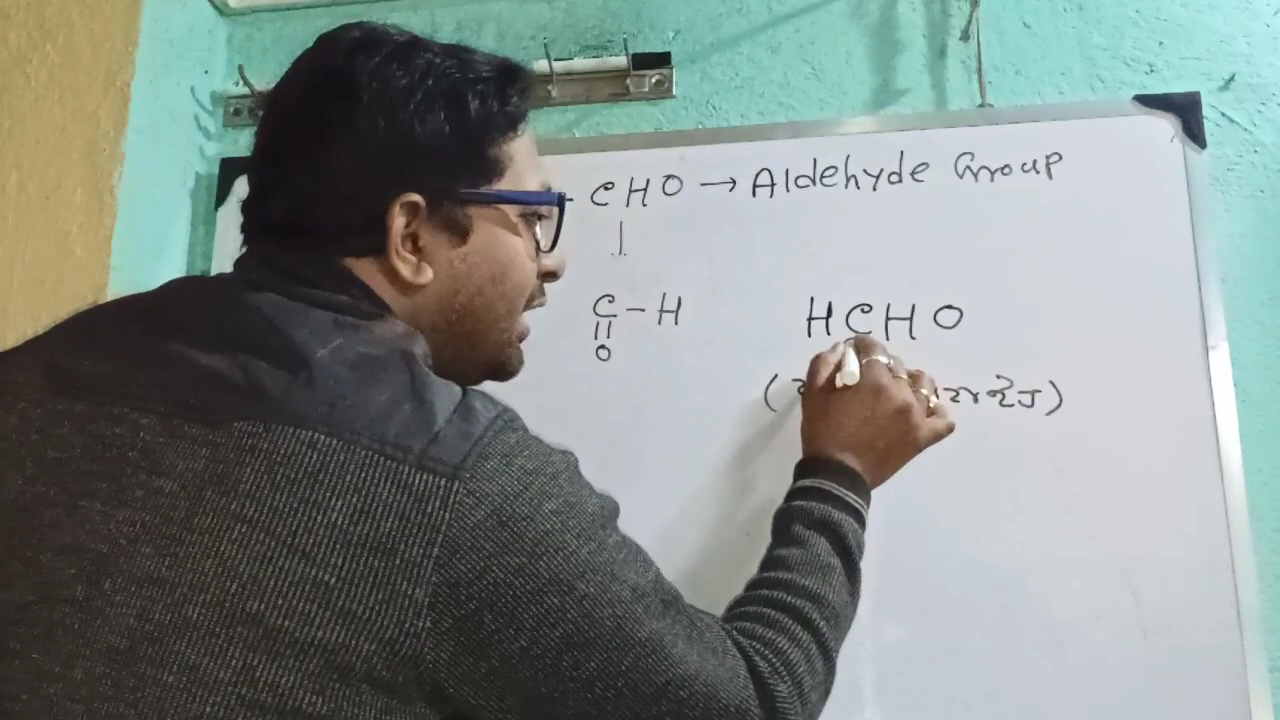 - CHO → Aldehyde Group
|
C - H
||
O
HCHO